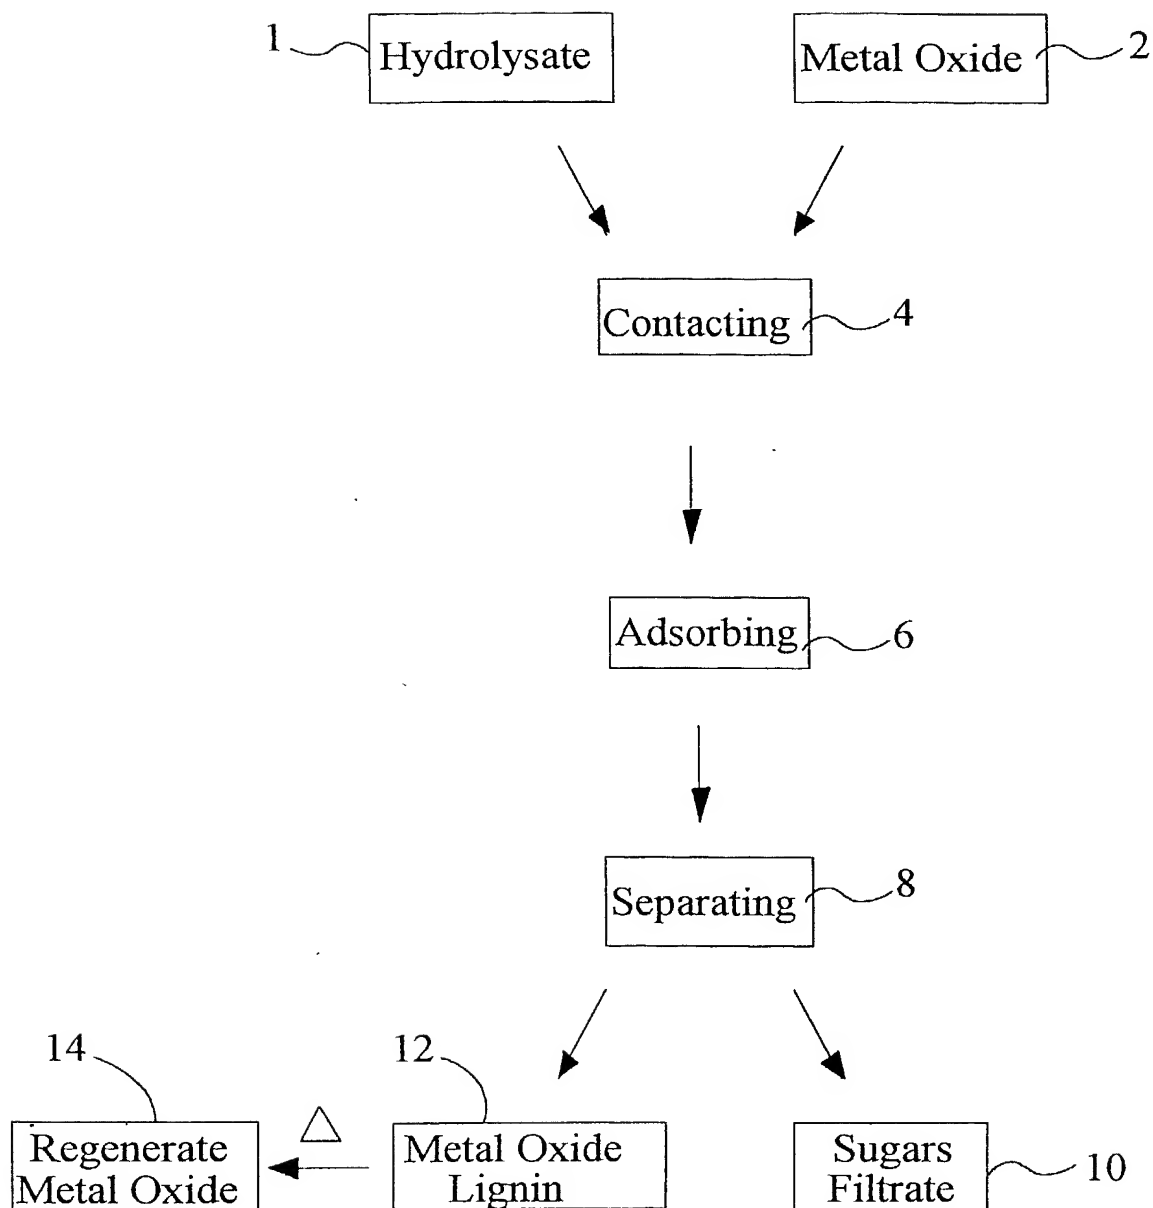 1 Hydrolysate
Metal Oxide 2
Contacting 4
Adsorbing 6
Separating 8
14
12
Regenerate
Metal Oxide
Δ
Metal Oxide
Lignin
Sugars
Filtrate
10